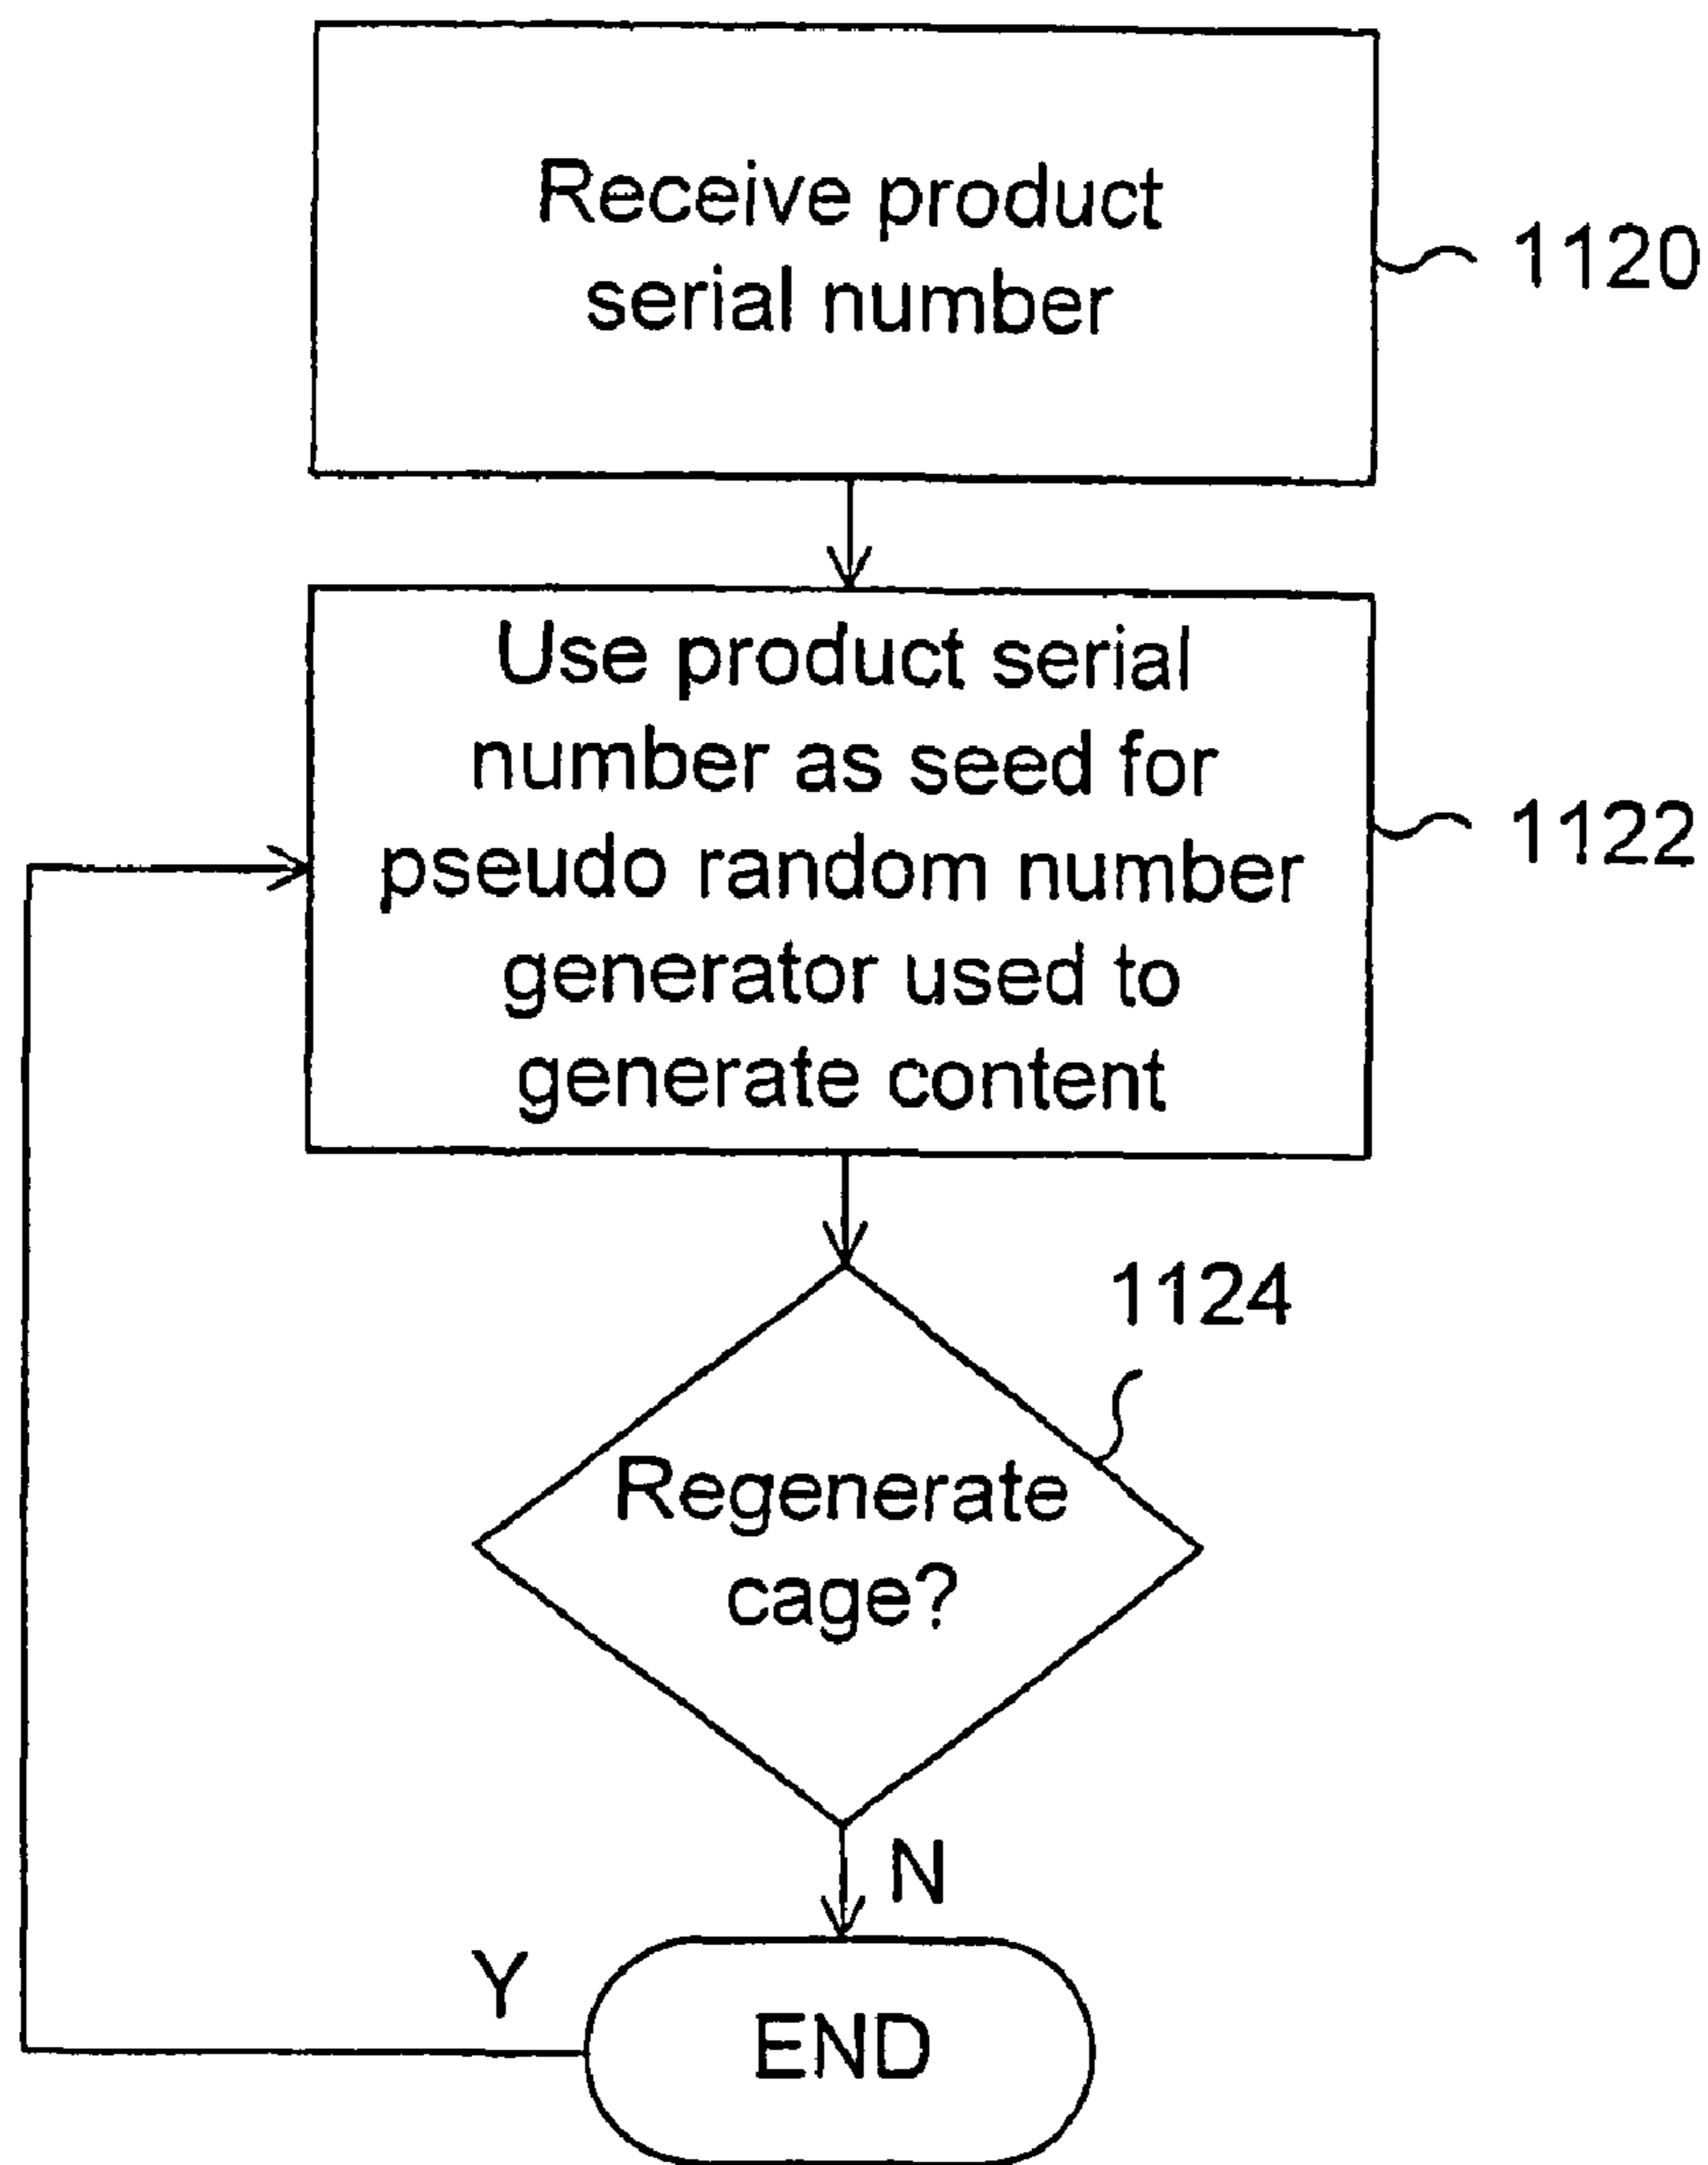 Receive product
serial number
1120
Use product serial
number as seed for
pseudo random number
generator used to
generate content
1122
1124
Regenerate
cage?
N
Y
END